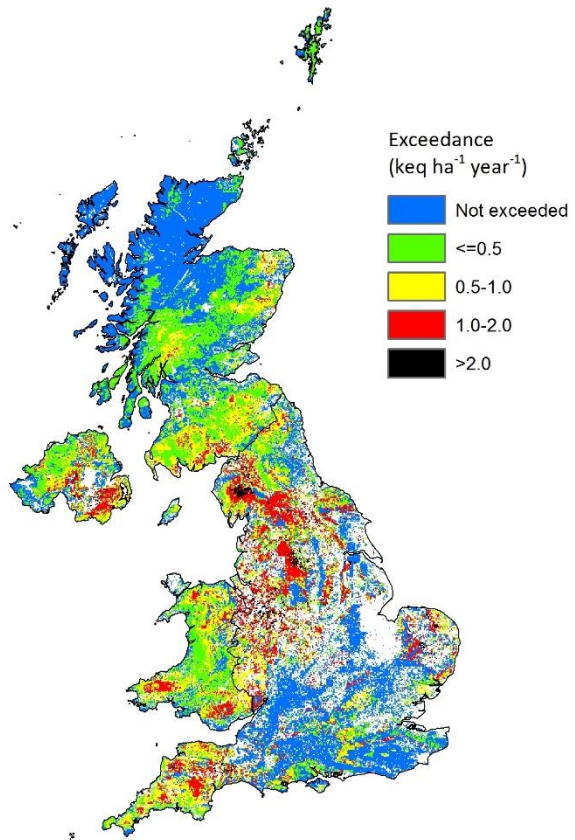 Exceedance
(keq ha⁻¹ year⁻¹)
Not exceeded
<=0.5
0.5-1.0
1.0-2.0
>2.0